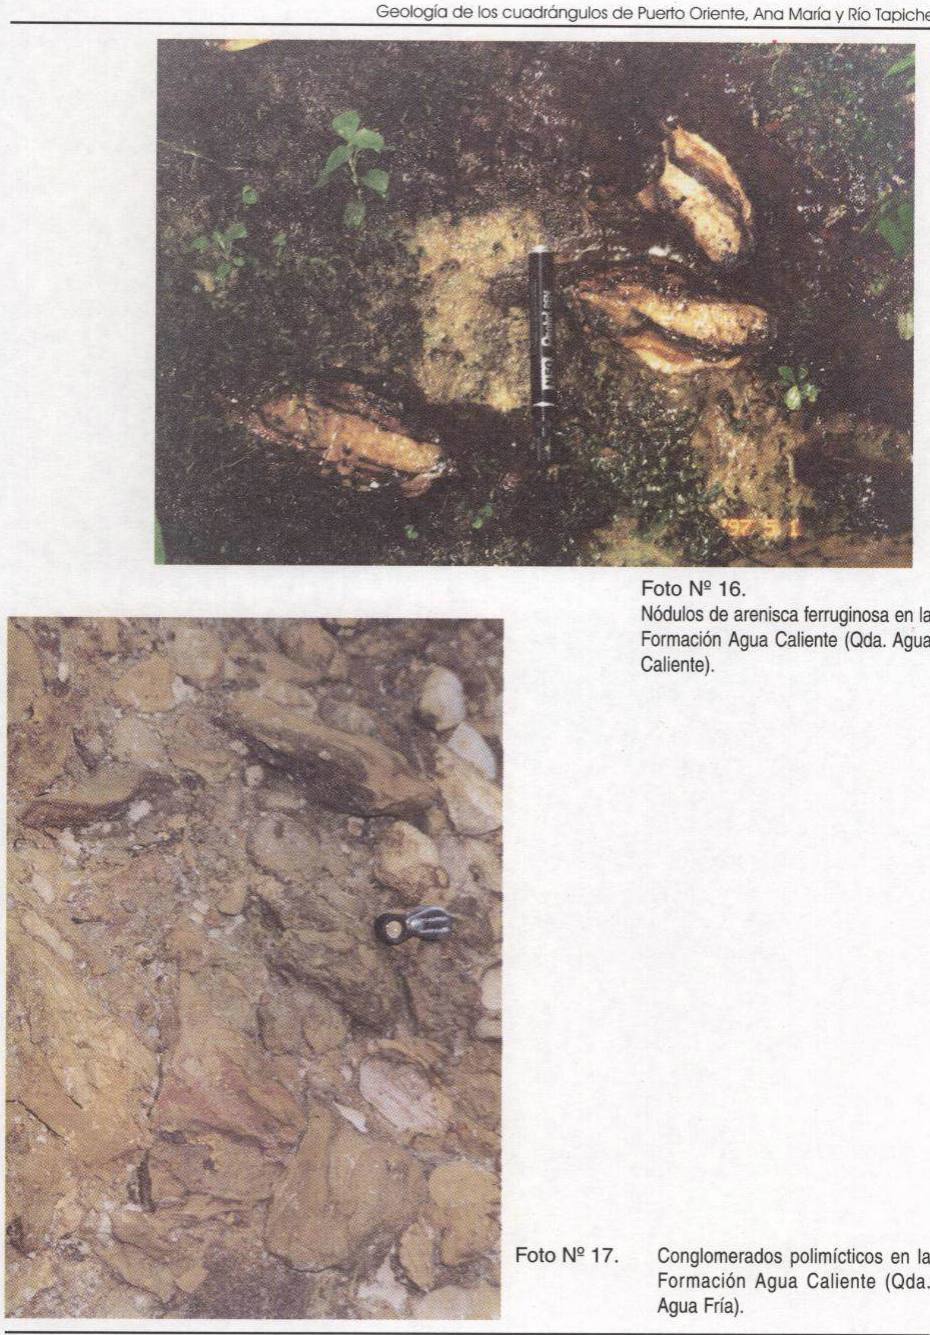 Geología de los cuadrángulos de Puerto Oriente, Ana María y Río Tapiche
Foto Nº 16.
Nódulos de arenisca ferruginosa en la
Formación Agua Caliente (Qda. Agua
Caliente).
Foto Nº 17.
Conglomerados polimícticos en la
Formación Agua Caliente (Qda.
Agua Fría).